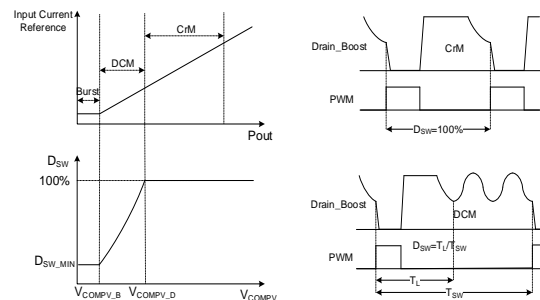 Input Current
Reference
CrM
DCM
Burst
Pout
D_SW
100%
D_SW_MIN
V_COMPV_B
V_COMPV_D
V_COMPV
Drain_Boost
CrM
PWM
D_SW=100%
Drain_Boost
DCM
D_SW=T_L/T_SW
PWM
T_L
T_SW